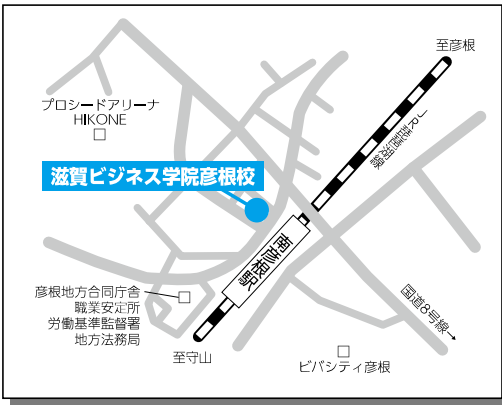 至彦根
プロシードアリーナ
HIKONE
JR琵琶湖線
滋賀ビジネス学院彦根校
南彦根駅
彦根地方合同庁舎
職業安定所
労働基準監督署
地方法務局
国道8号線
至守山
ビバシティ彦根